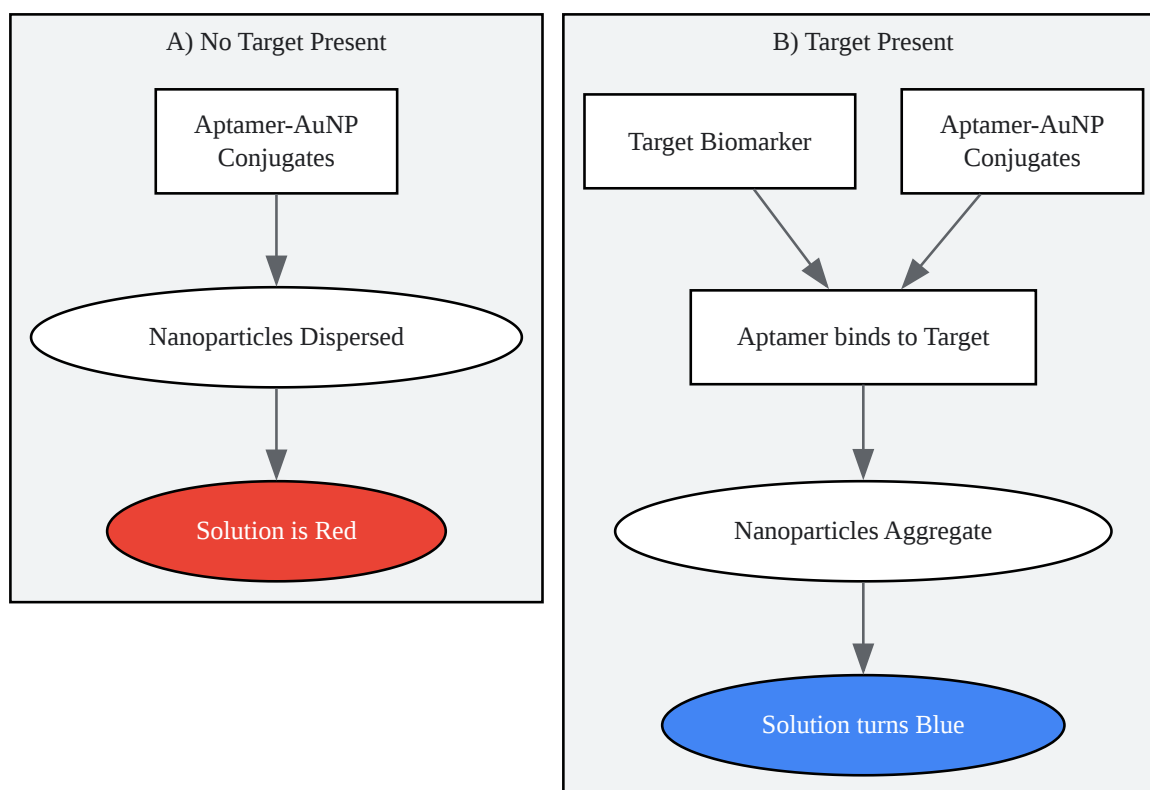 A) No Target Present
Aptamer-AuNP
Conjugates
Nanoparticles Dispersed
Solution is Red
B) Target Present
Target Biomarker
Aptamer-AuNP
Conjugates
Aptamer binds to Target
Nanoparticles Aggregate
Solution turns Blue